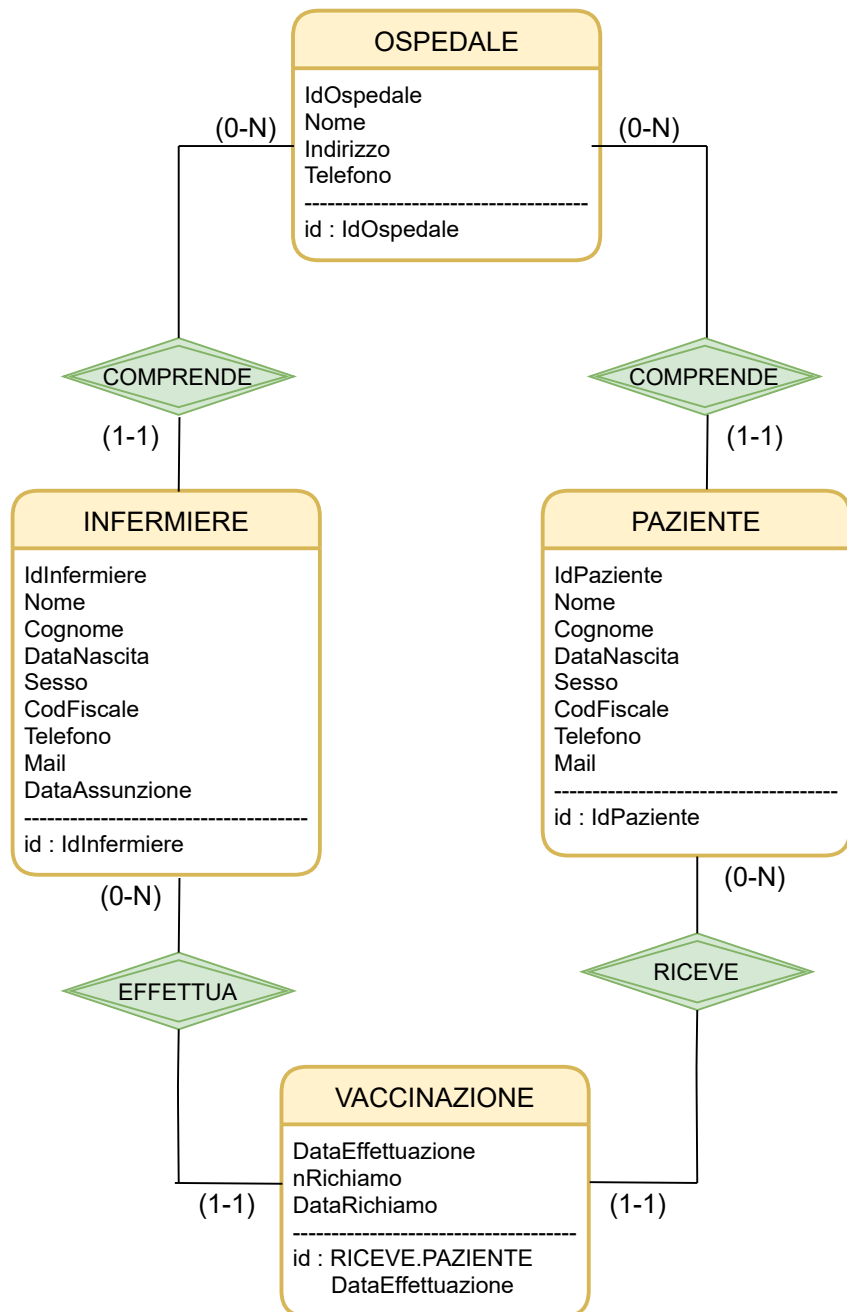 OSPEDALE
IdOspedale
Nome
Indirizzo
Telefono
-------------------------------------
id : IdOspedale
(0-N)
(0-N)
COMPRENDE
COMPRENDE
(1-1)
(1-1)
INFERMIERE
IdInfermiere
Nome
Cognome
DataNascita
Sesso
CodFiscale
Telefono
Mail
DataAssunzione
-------------------------------------
id : IdInfermiere
PAZIENTE
IdPaziente
Nome
Cognome
DataNascita
Sesso
CodFiscale
Telefono
Mail
-------------------------------------
id : IdPaziente
(0-N)
(0-N)
EFFETTUA
RICEVE
VACCINAZIONE
DataEffettuazione
nRichiamo
DataRichiamo
-------------------------------------
id : RICEVE.PAZIENTE
DataEffettuazione
(1-1)
(1-1)